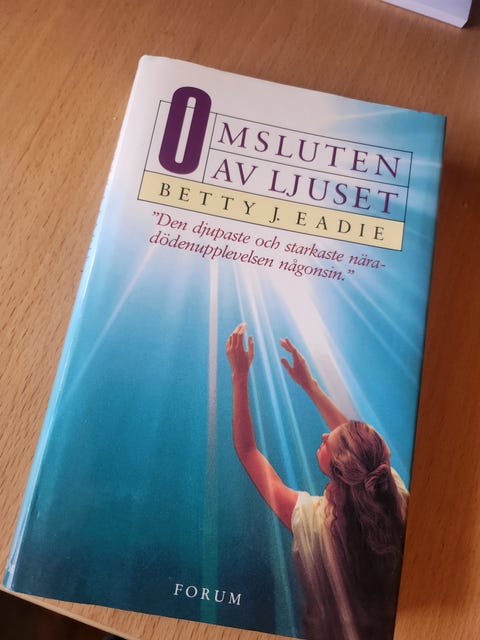 OMSLUTEN
AV LJUSET
BETTY J. EADIE
"Den djupaste och starkaste nära-
dödenupplevelsen någonsin."
FORUM